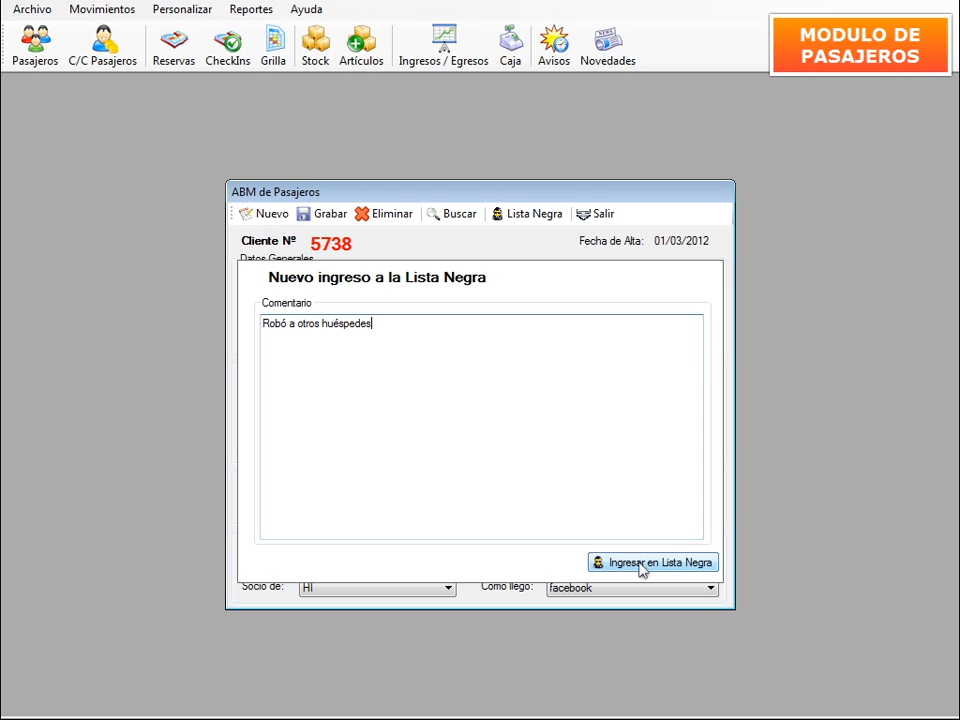 Archivo Movimientos Personalizar Reportes Ayuda
Pasajeros C/C Pasajeros Reservas CheckIns Grilla Stock Artículos Ingresos / Egresos Caja Avisos Novedades
MODULO DE
PASAJEROS
ABM de Pasajeros
Nuevo Grabar Eliminar Buscar Lista Negra Salir
Cliente Nº 5738 Fecha de Alta: 01/03/2012
Datos Generales
Nuevo ingreso a la Lista Negra
Comentario
Robó a otros huéspedes
Ingresar en Lista Negra
Socio de: HI Como llego: facebook